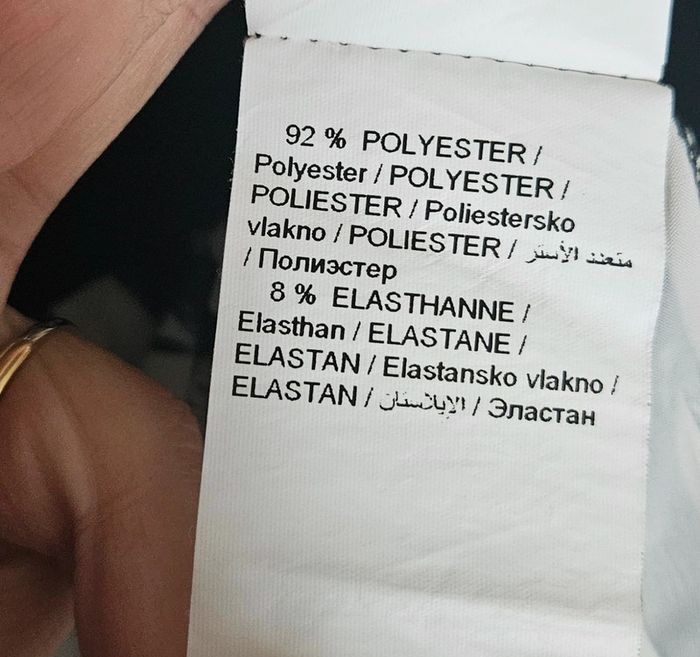 92 % POLYESTER /
Polyester / POLYESTER /
POLIESTER / Poliestersko
vlakno / POLIESTER / متعدد الأستر
/ Полиэстер
8 % ELASTHANNE /
Elasthan / ELASTANE /
ELASTAN / Elastansko vlakno /
ELASTAN / الإيلاستان / Эластан